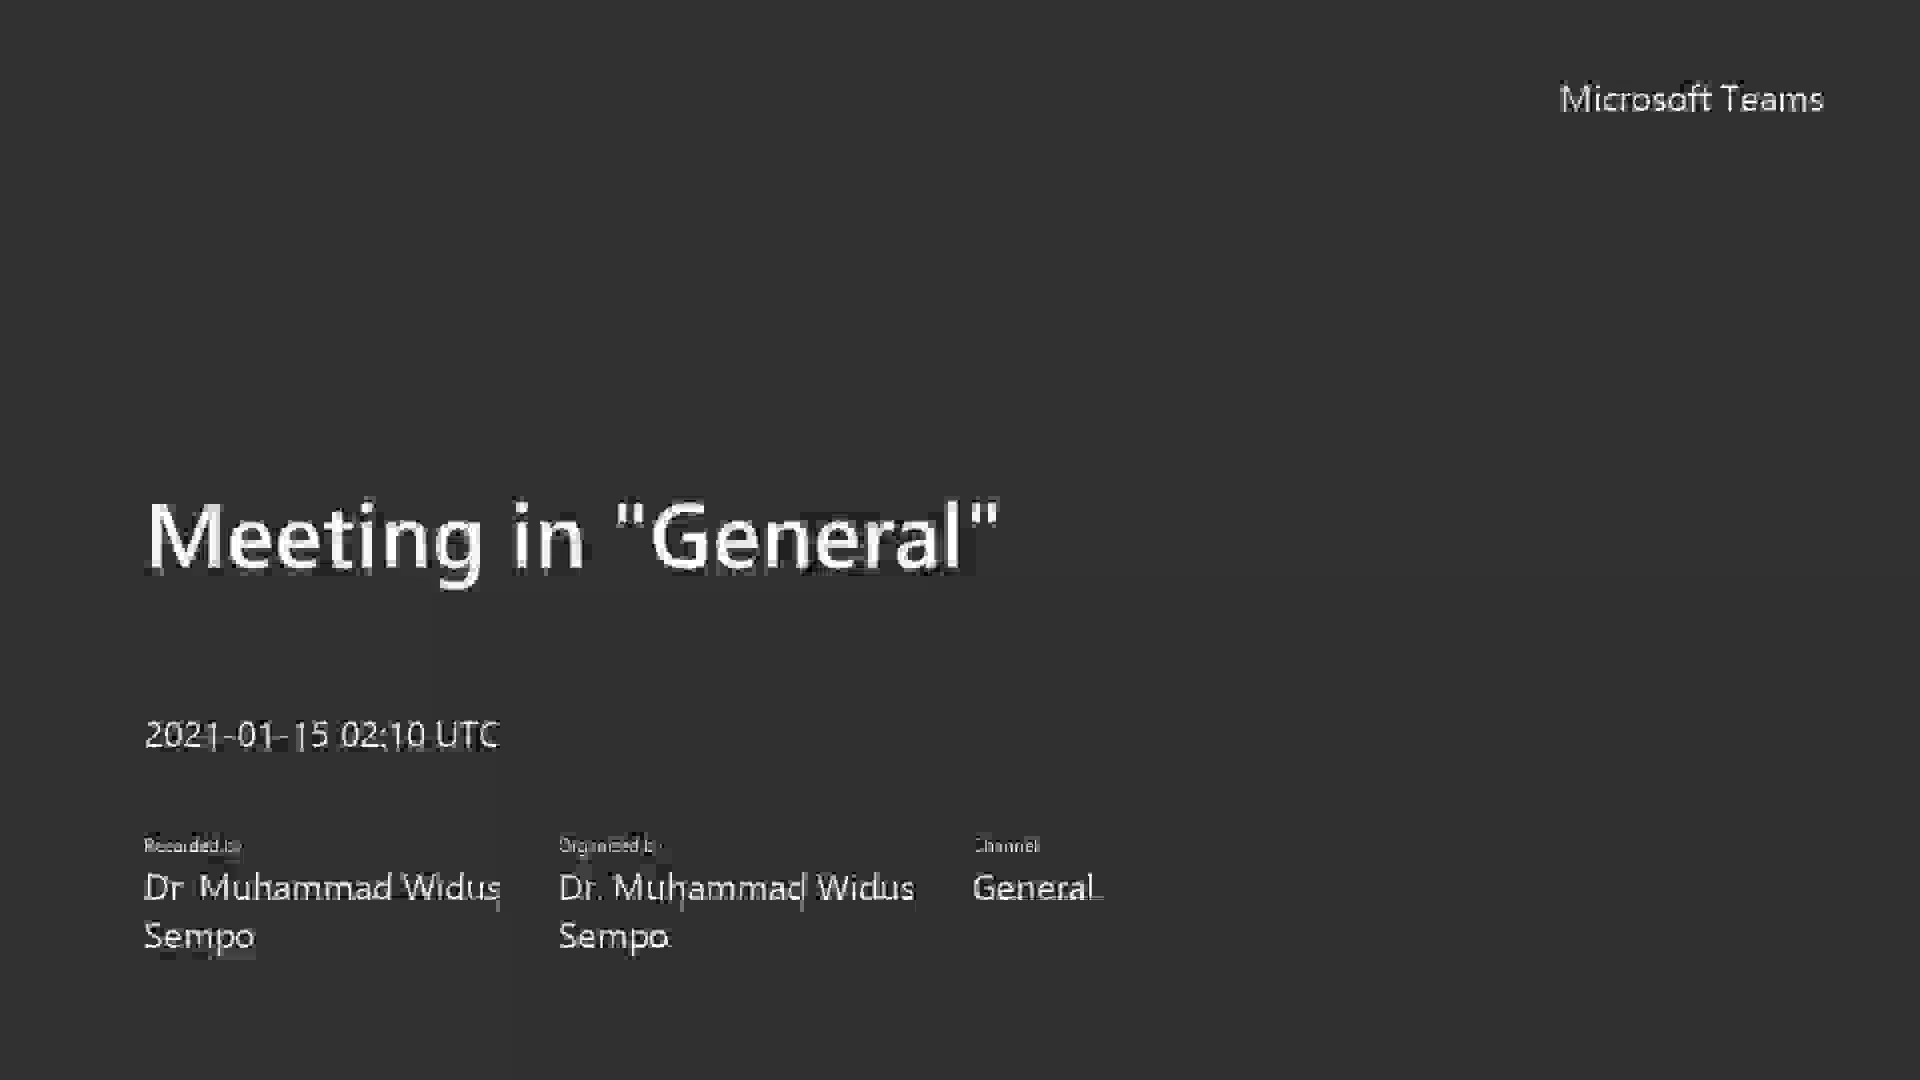 Microsoft Teams
Meeting in "General"
2021-01-15 02:10 UTC
Recorded by
Organized by
Channel
Dr. Muhammad Widus
Sempo
Dr. Muhammad Widus
Sempo
General